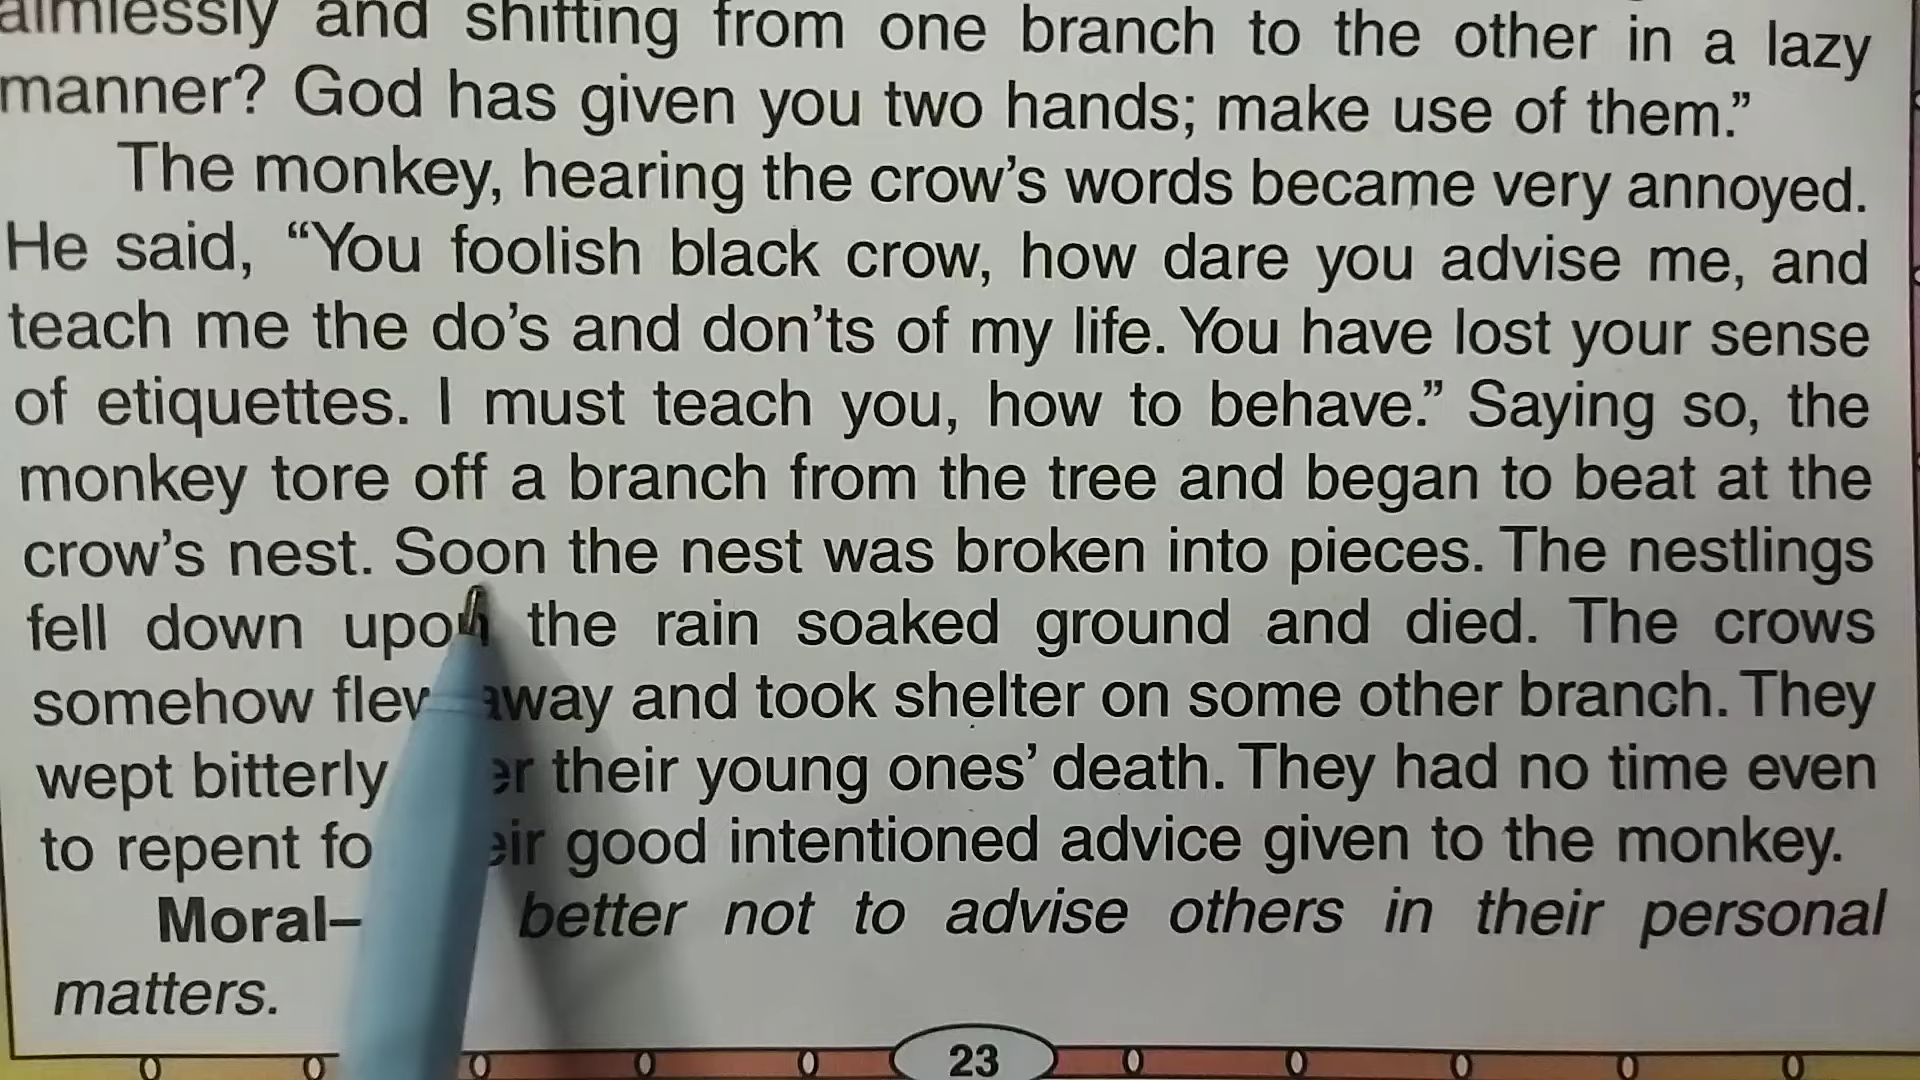 aimlessly and shifting from one branch to the other in a lazy
manner? God has given you two hands; make use of them.”
The monkey, hearing the crow’s words became very annoyed.
He said, “You foolish black crow, how dare you advise me, and
teach me the do’s and don’ts of my life. You have lost your sense
of etiquettes. I must teach you, how to behave.” Saying so, the
monkey tore off a branch from the tree and began to beat at the
crow’s nest. Soon the nest was broken into pieces. The nestlings
fell down upon the rain soaked ground and died. The crows
somehow flew away and took shelter on some other branch. They
wept bitterly their young ones’ death. They had no time even
to repent good intentioned advice given to the monkey.
Moral– better not to advise others in their personal
matters.
23